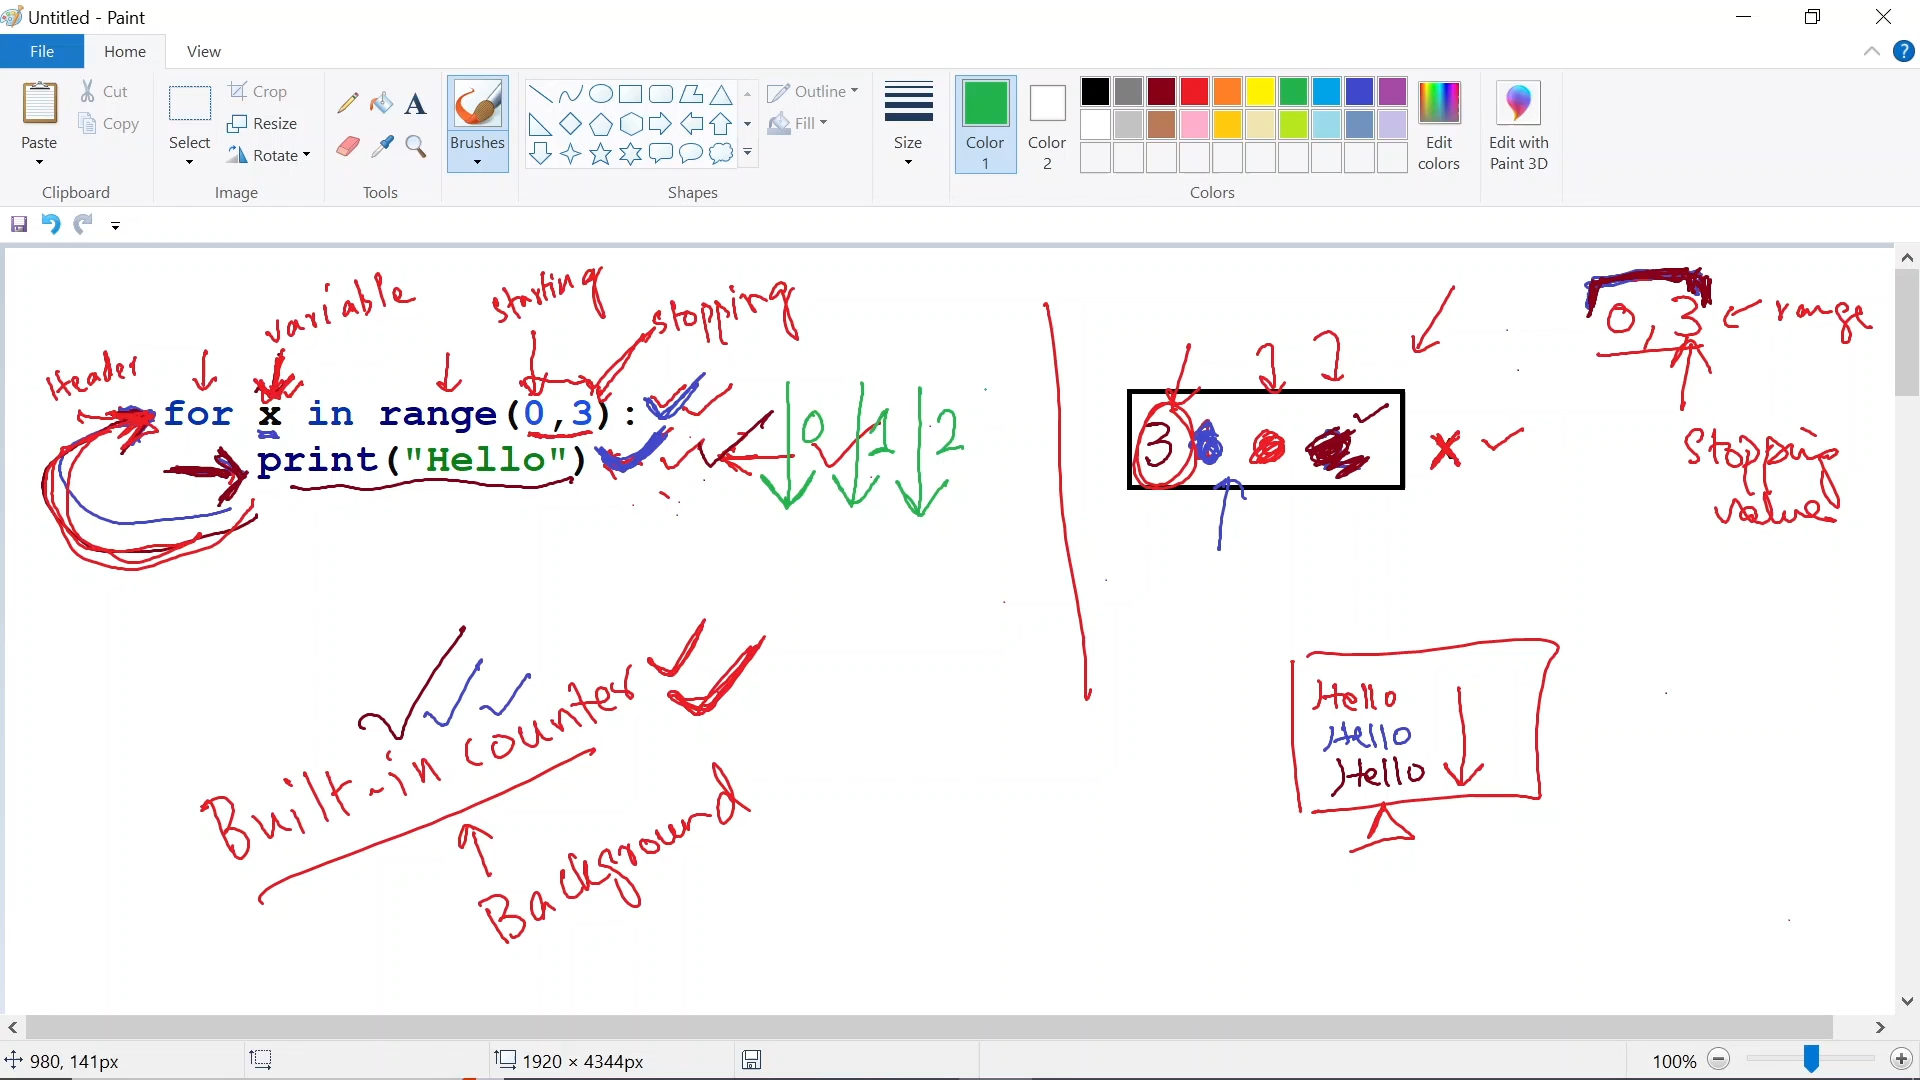 Untitled - Paint
File
Home
View
Paste
Cut
Copy
Clipboard
Select
Crop
Resize
Rotate
Image
A
Tools
Brushes
Outline
Fill
Shapes
Size
Color
1
Color
2
Colors
Edit
colors
Edit with
Paint 3D
?
Header
variable
starting
stopping
for x in range(0,3):
print("Hello")
0
1
2
3
x
0, 3
range
Stopping
value
Built-in counter
Background
Hello
Hello
Hello
980, 141px
1920 × 4344px
100%